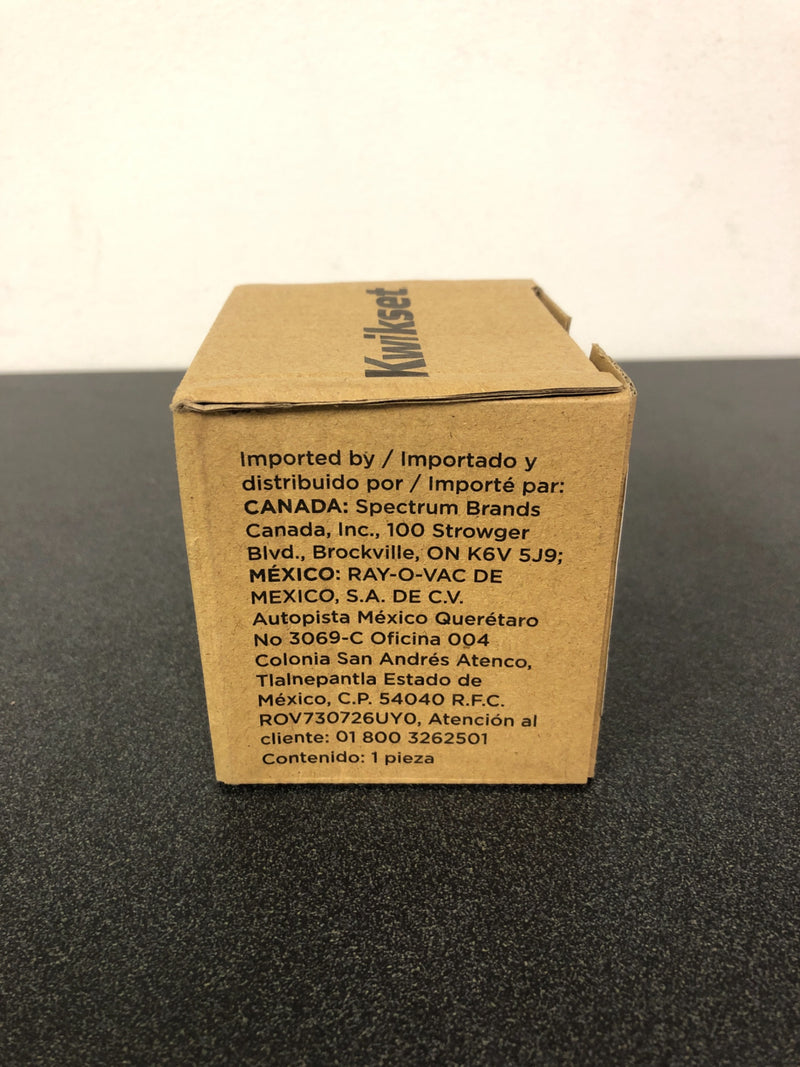 Kwikset
Imported by / Importado y
distribuido por / Importé par:
CANADA: Spectrum Brands
Canada, Inc., 100 Strowger
Blvd., Brockville, ON K6V 5J9;
MÉXICO: RAY-O-VAC DE
MEXICO, S.A. DE C.V.
Autopista México Querétaro
No 3069-C Oficina 004
Colonia San Andrés Atenco,
Tlalnepantla Estado de
México, C.P. 54040 R.F.C.
ROV730726UY0, Atención al
cliente: 01 800 3262501
Contenido: 1 pieza